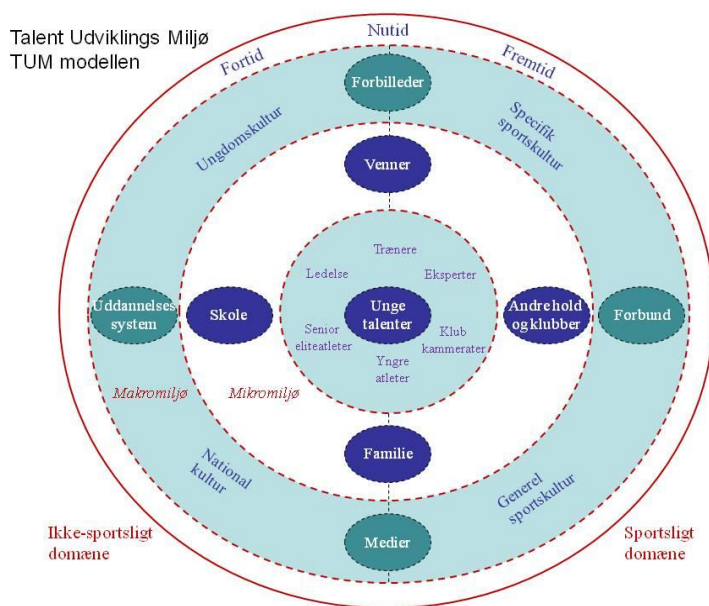 Talent Udviklings Miljø
TUM modellen
Fortid
Nutid
Fremtid
Forbilleder
Ungdomskultur
Specifik
sportskultur
Venner
Trænere
Ledelse
Eksperter
Uddannelses
system
Skole
Unge
talenter
Andre hold
og klubber
Forbund
Senior
eliteatleter
Klub
kammerater
Yngre
atleter
Makromiljø
Mikromiljø
Familie
National
kultur
Generel
sportskultur
Medier
Ikke-sportsligt
domæne
Sportsligt
domæne